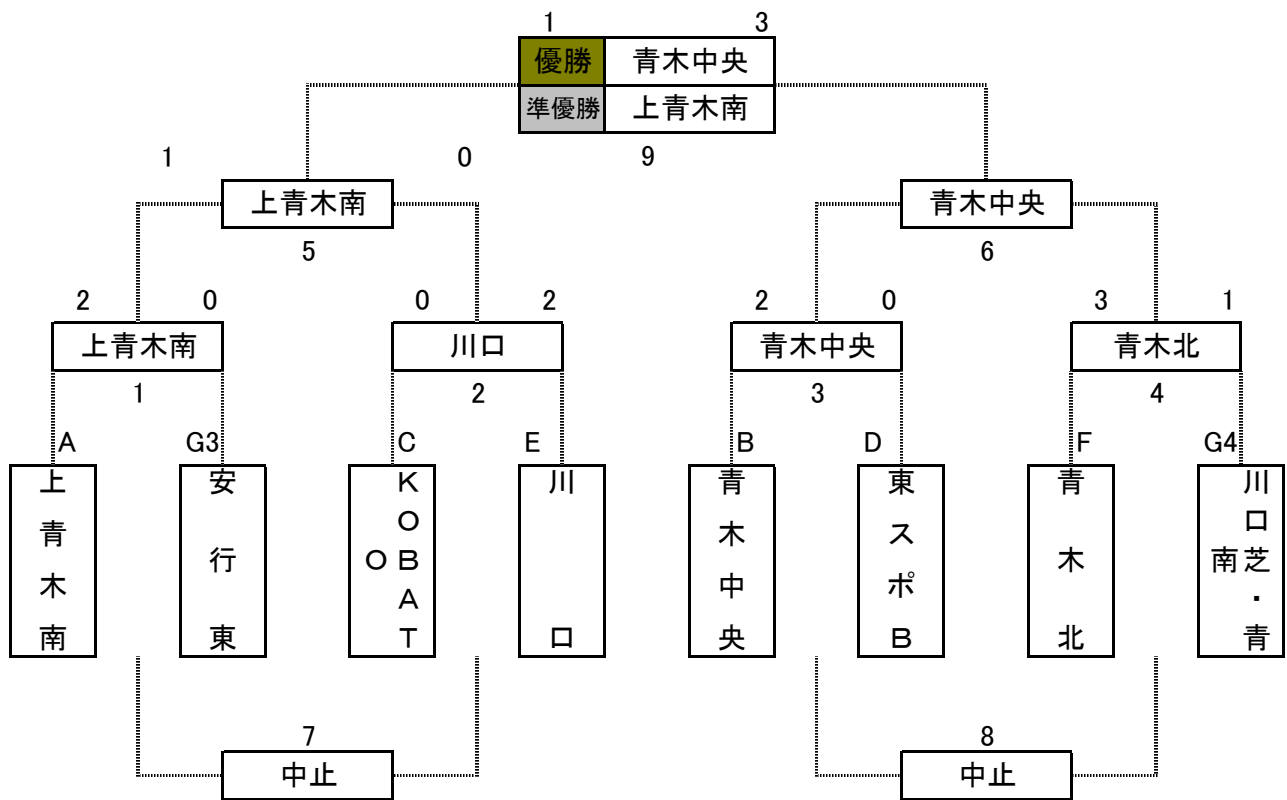 1 3
優勝 青木中央
準優勝 上青木南
1 0 9
上青木南 青木中央
5 6
2 0 0 2 2 0 3 1
上青木南 川口 青木中央 青木北
1 2 3 4
A G3 C E B D F G4
上青木南
安行東
KOBATO
川口
青木中央
東スポB
青木北
川口芝・青南
7 8
中止 中止